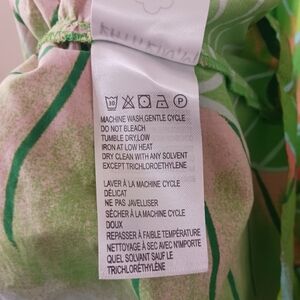 30
P
MACHINE WASH,GENTLE CYCLE
DO NOT BLEACH
TUMBLE DRY,LOW
IRON AT LOW HEAT
DRY CLEAN WITH ANY SOLVENT
EXCEPT TRICHLOROETHYLENE
LAVER À LA MACHINE CYCLE
DÉLICAT
NE PAS JAVELLISER
SÉCHER À LA MACHINE CYCLE
DOUX
REPASSER À FAIBLE TEMPÉRATURE
NETTOYAGE À SEC AVEC N'IMPORTE
QUEL SOLVANT SAUF LE
TRICHLORÉTHYLÈNE